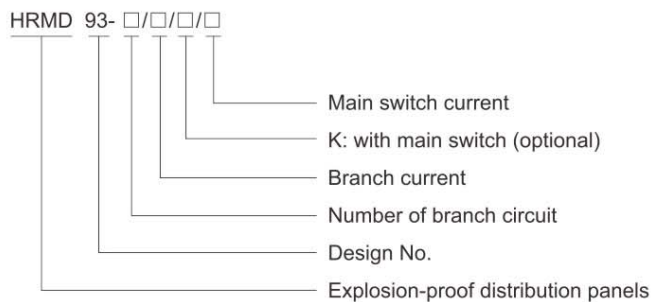 HRMD 93- □/□/□/□
Main switch current
K: with main switch (optional)
Branch current
Number of branch circuit
Design No.
Explosion-proof distribution panels